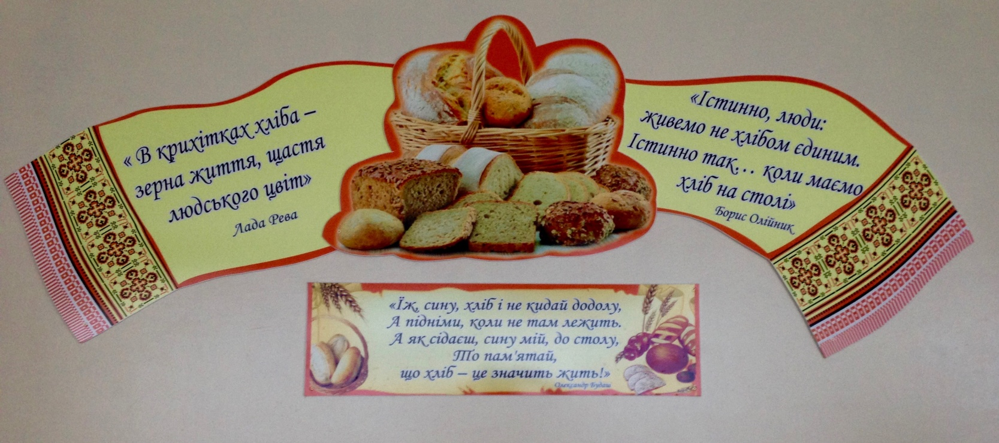 « В крихітках хліба –
зерна життя, щастя
людського цвіт»
Лада Рева
«Істинно, люди:
живемо не хлібом єдиним.
Істинно так… коли маємо
хліб на столі»
Борис Олійник
«Їж, сину, хліб і не кидай додолу,
А підніми, коли не там лежить.
А як сідаєш, сину мій, до столу,
То пам'ятай,
що хліб – це значить жить!»
Олександр Будаш